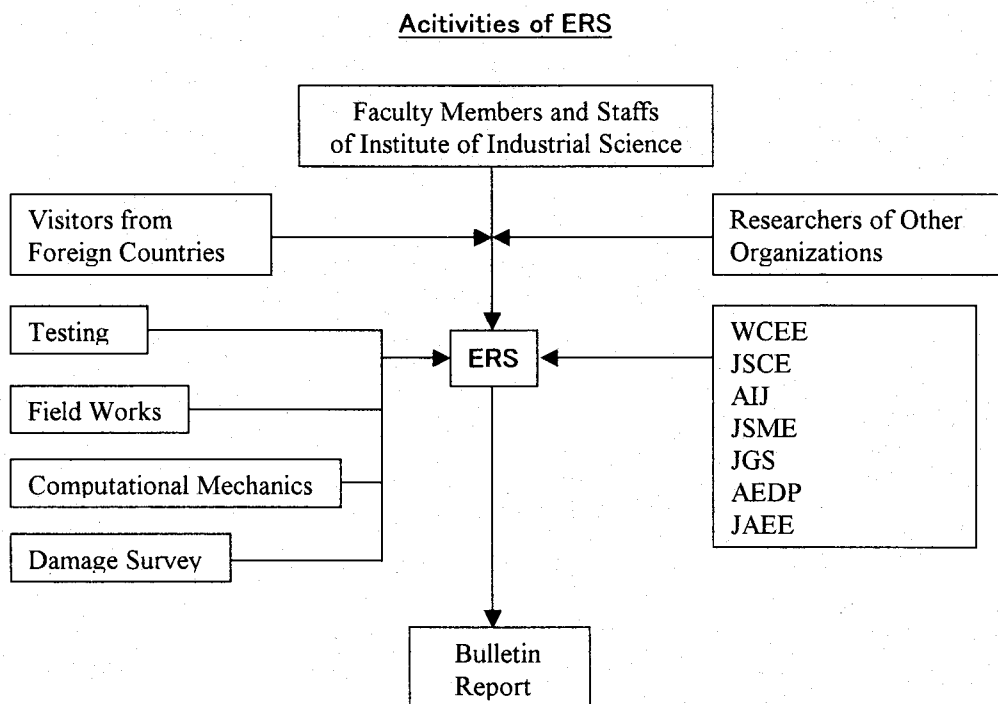 Acitivities of ERS
Faculty Members and Staffs
of Institute of Industrial Science
Visitors from
Foreign Countries
Researchers of Other
Organizations
Testing
Field Works
Computational Mechanics
Damage Survey
ERS
WCEE
JSCE
AIJ
JSME
JGS
AEDP
JAEE
Bulletin
Report